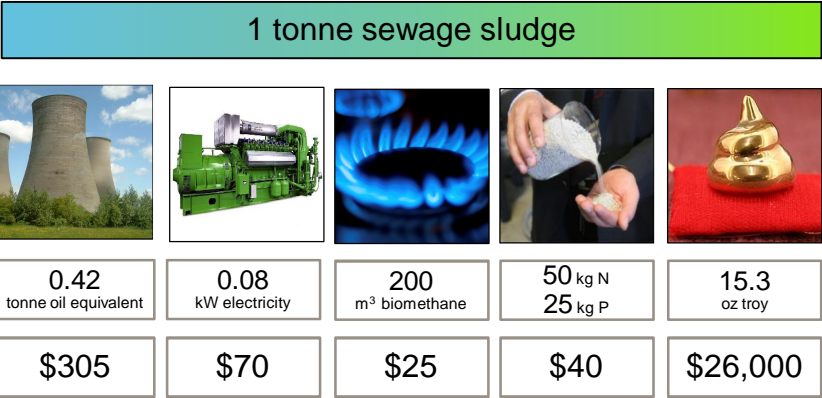 1 tonne sewage sludge
0.42
tonne oil equivalent
0.08
kW electricity
200
m³ biomethane
50 kg N
25 kg P
15.3
oz troy
$305
$70
$25
$40
$26,000